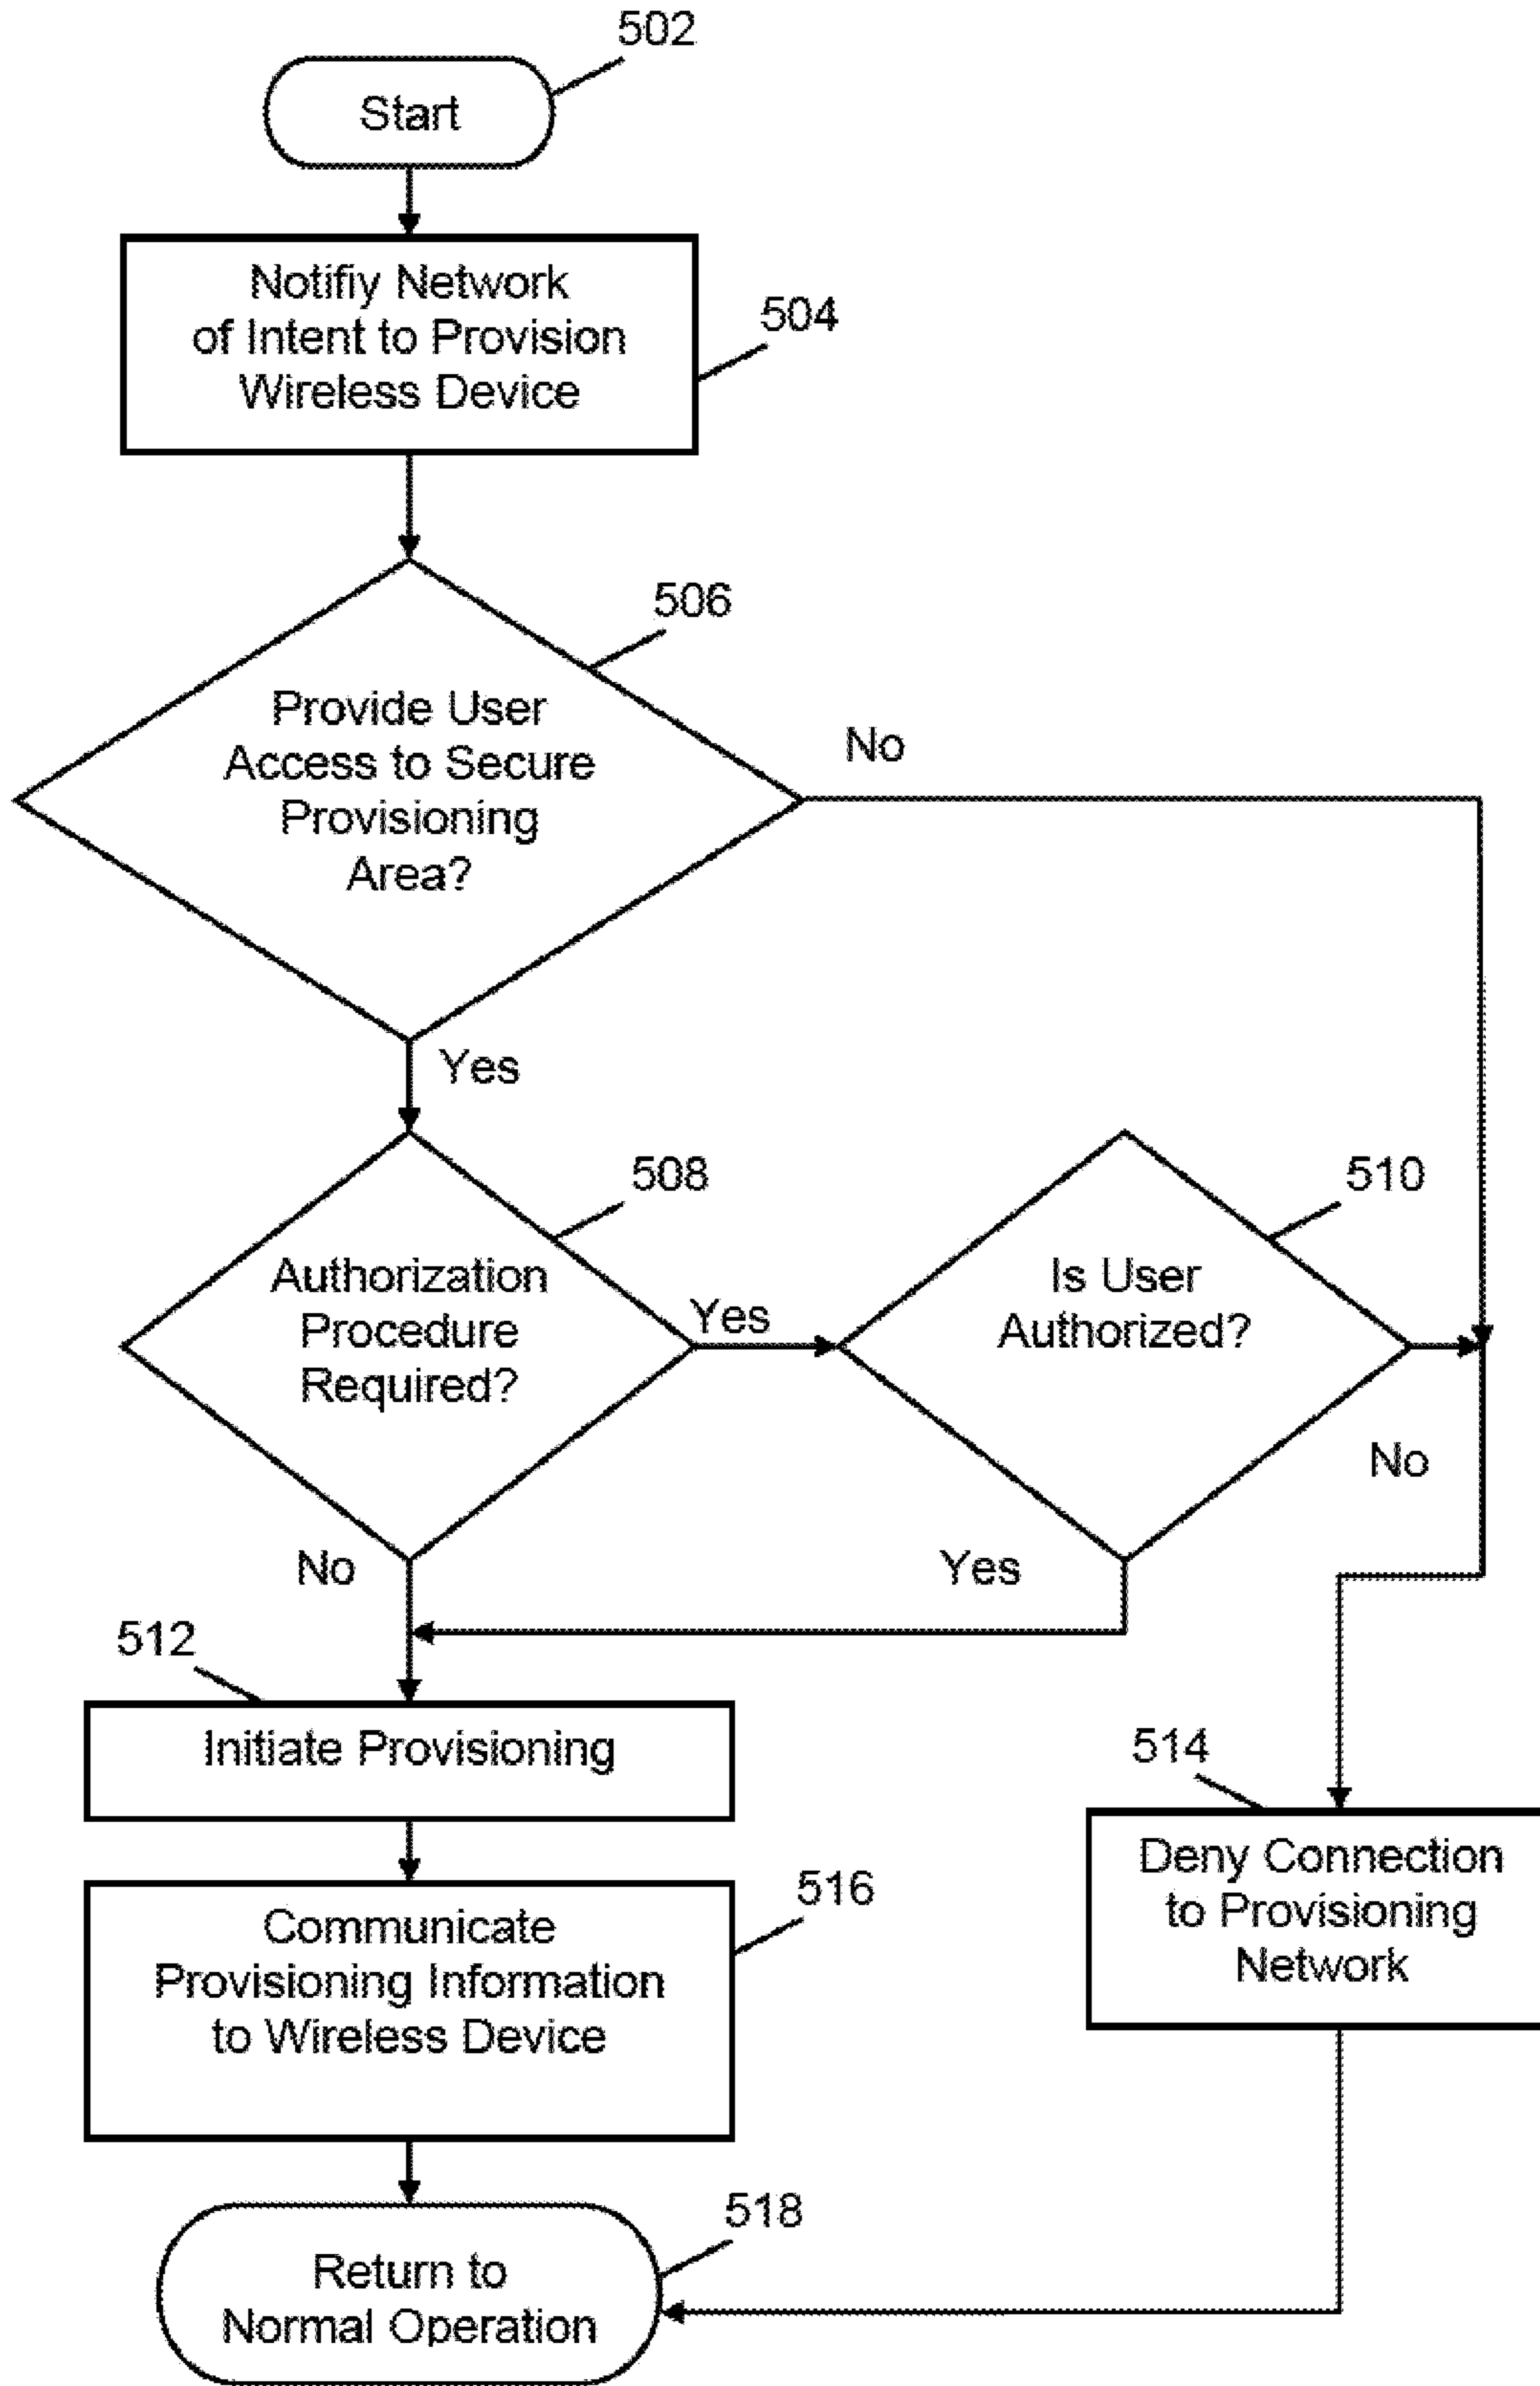 502
Start
Notifiy Network
of Intent to Provision
Wireless Device
504
506
Provide User
Access to Secure
Provisioning
Area?
No
Yes
508
Authorization
Procedure
Required?
Yes
510
Is User
Authorized?
No
No
Yes
512
Initiate Provisioning
514
Deny Connection
to Provisioning
Network
516
Communicate
Provisioning Information
to Wireless Device
518
Return to
Normal Operation